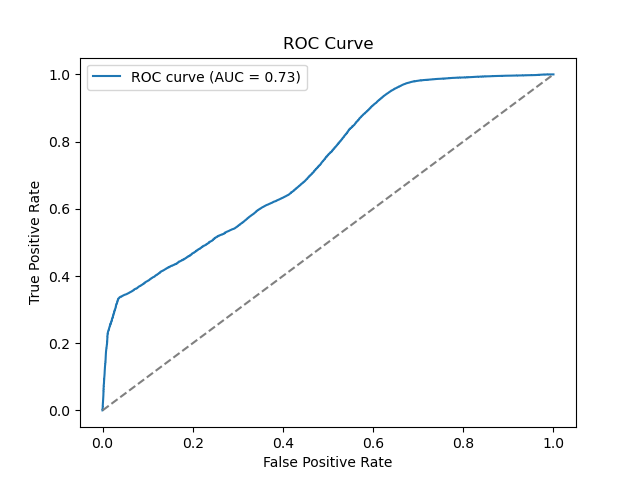 ROC Curve
ROC curve (AUC = 0.73)
1.0
0.8
0.6
0.4
0.2
0.0
True Positive Rate
0.0 0.2 0.4 0.6 0.8 1.0
False Positive Rate